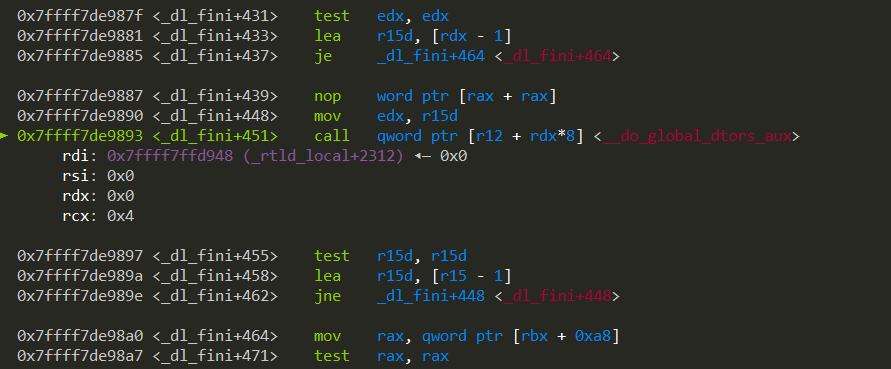 0x7ffff7de987f <_dl_fini+431> test edx, edx
0x7ffff7de9881 <_dl_fini+433> lea r15d, [rdx - 1]
0x7ffff7de9885 <_dl_fini+437> je _dl_fini+464 <_dl_fini+464>
0x7ffff7de9887 <_dl_fini+439> nop word ptr [rax + rax]
0x7ffff7de9890 <_dl_fini+448> mov edx, r15d
► 0x7ffff7de9893 <_dl_fini+451> call qword ptr [r12 + rdx*8] <__do_global_dtors_aux>
rdi: 0x7ffff7ffd948 (_rtld_local+2312) ◂— 0x0
rsi: 0x0
rdx: 0x0
rcx: 0x4
0x7ffff7de9897 <_dl_fini+455> test r15d, r15d
0x7ffff7de989a <_dl_fini+458> lea r15d, [r15 - 1]
0x7ffff7de989e <_dl_fini+462> jne _dl_fini+448 <_dl_fini+448>
0x7ffff7de98a0 <_dl_fini+464> mov rax, qword ptr [rbx + 0xa8]
0x7ffff7de98a7 <_dl_fini+471> test rax, rax